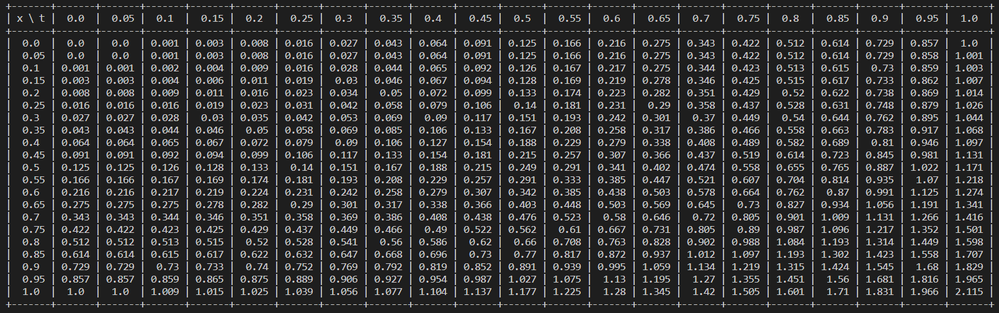 | x \ t | 0.0 | 0.05 | 0.1 | 0.15 | 0.2 | 0.25 | 0.3 | 0.35 | 0.4 | 0.45 | 0.5 | 0.55 | 0.6 | 0.65 | 0.7 | 0.75 | 0.8 | 0.85 | 0.9 | 0.95 | 1.0 |
| 0.0 | 0.0 | 0.0 | 0.001 | 0.003 | 0.008 | 0.016 | 0.027 | 0.043 | 0.064 | 0.091 | 0.125 | 0.166 | 0.216 | 0.275 | 0.343 | 0.422 | 0.512 | 0.614 | 0.729 | 0.857 | 1.0 |
| 0.05 | 0.0 | 0.0 | 0.001 | 0.003 | 0.008 | 0.016 | 0.027 | 0.043 | 0.064 | 0.091 | 0.125 | 0.166 | 0.216 | 0.275 | 0.343 | 0.422 | 0.512 | 0.614 | 0.729 | 0.858 | 1.001 |
| 0.1 | 0.001 | 0.001 | 0.002 | 0.004 | 0.009 | 0.016 | 0.028 | 0.044 | 0.065 | 0.092 | 0.126 | 0.167 | 0.217 | 0.275 | 0.344 | 0.423 | 0.513 | 0.615 | 0.73 | 0.859 | 1.003 |
| 0.15 | 0.003 | 0.003 | 0.004 | 0.006 | 0.011 | 0.019 | 0.03 | 0.046 | 0.067 | 0.094 | 0.128 | 0.169 | 0.219 | 0.278 | 0.346 | 0.425 | 0.515 | 0.617 | 0.733 | 0.862 | 1.007 |
| 0.2 | 0.008 | 0.008 | 0.009 | 0.011 | 0.016 | 0.023 | 0.034 | 0.05 | 0.072 | 0.099 | 0.133 | 0.174 | 0.223 | 0.282 | 0.351 | 0.429 | 0.52 | 0.622 | 0.738 | 0.869 | 1.014 |
| 0.25 | 0.016 | 0.016 | 0.016 | 0.019 | 0.023 | 0.031 | 0.042 | 0.058 | 0.079 | 0.106 | 0.14 | 0.181 | 0.231 | 0.29 | 0.358 | 0.437 | 0.528 | 0.631 | 0.748 | 0.879 | 1.026 |
| 0.3 | 0.027 | 0.027 | 0.028 | 0.03 | 0.035 | 0.042 | 0.053 | 0.069 | 0.09 | 0.117 | 0.151 | 0.193 | 0.242 | 0.301 | 0.37 | 0.449 | 0.54 | 0.644 | 0.762 | 0.895 | 1.044 |
| 0.35 | 0.043 | 0.043 | 0.044 | 0.046 | 0.05 | 0.058 | 0.069 | 0.085 | 0.106 | 0.133 | 0.167 | 0.208 | 0.258 | 0.317 | 0.386 | 0.466 | 0.558 | 0.663 | 0.783 | 0.917 | 1.068 |
| 0.4 | 0.064 | 0.064 | 0.065 | 0.067 | 0.072 | 0.079 | 0.09 | 0.106 | 0.127 | 0.154 | 0.188 | 0.229 | 0.279 | 0.338 | 0.408 | 0.489 | 0.582 | 0.689 | 0.81 | 0.946 | 1.097 |
| 0.45 | 0.091 | 0.091 | 0.092 | 0.094 | 0.099 | 0.106 | 0.117 | 0.133 | 0.154 | 0.181 | 0.215 | 0.257 | 0.307 | 0.366 | 0.437 | 0.519 | 0.614 | 0.723 | 0.845 | 0.981 | 1.131 |
| 0.5 | 0.125 | 0.125 | 0.126 | 0.128 | 0.133 | 0.14 | 0.151 | 0.167 | 0.188 | 0.215 | 0.249 | 0.291 | 0.341 | 0.402 | 0.474 | 0.558 | 0.655 | 0.765 | 0.887 | 1.022 | 1.171 |
| 0.55 | 0.166 | 0.166 | 0.167 | 0.169 | 0.174 | 0.181 | 0.193 | 0.208 | 0.229 | 0.257 | 0.291 | 0.333 | 0.385 | 0.447 | 0.521 | 0.607 | 0.704 | 0.814 | 0.935 | 1.07 | 1.218 |
| 0.6 | 0.216 | 0.216 | 0.217 | 0.219 | 0.224 | 0.231 | 0.242 | 0.258 | 0.279 | 0.307 | 0.342 | 0.385 | 0.438 | 0.503 | 0.578 | 0.664 | 0.762 | 0.87 | 0.991 | 1.125 | 1.274 |
| 0.65 | 0.275 | 0.275 | 0.275 | 0.278 | 0.282 | 0.29 | 0.301 | 0.317 | 0.338 | 0.366 | 0.403 | 0.448 | 0.503 | 0.569 | 0.645 | 0.73 | 0.827 | 0.934 | 1.056 | 1.191 | 1.341 |
| 0.7 | 0.343 | 0.343 | 0.344 | 0.346 | 0.351 | 0.358 | 0.369 | 0.386 | 0.408 | 0.438 | 0.476 | 0.523 | 0.58 | 0.646 | 0.72 | 0.805 | 0.901 | 1.009 | 1.131 | 1.266 | 1.416 |
| 0.75 | 0.422 | 0.422 | 0.423 | 0.425 | 0.429 | 0.437 | 0.449 | 0.466 | 0.49 | 0.522 | 0.562 | 0.61 | 0.667 | 0.731 | 0.805 | 0.89 | 0.987 | 1.096 | 1.217 | 1.352 | 1.501 |
| 0.8 | 0.512 | 0.512 | 0.513 | 0.515 | 0.52 | 0.528 | 0.541 | 0.56 | 0.586 | 0.62 | 0.66 | 0.708 | 0.763 | 0.828 | 0.902 | 0.988 | 1.084 | 1.193 | 1.314 | 1.449 | 1.598 |
| 0.85 | 0.614 | 0.614 | 0.615 | 0.617 | 0.622 | 0.632 | 0.647 | 0.668 | 0.696 | 0.73 | 0.77 | 0.817 | 0.872 | 0.937 | 1.012 | 1.097 | 1.193 | 1.302 | 1.423 | 1.558 | 1.707 |
| 0.9 | 0.729 | 0.729 | 0.73 | 0.733 | 0.74 | 0.752 | 0.769 | 0.792 | 0.819 | 0.852 | 0.891 | 0.939 | 0.995 | 1.059 | 1.134 | 1.219 | 1.315 | 1.424 | 1.545 | 1.68 | 1.829 |
| 0.95 | 0.857 | 0.857 | 0.859 | 0.865 | 0.875 | 0.889 | 0.906 | 0.927 | 0.954 | 0.987 | 1.027 | 1.075 | 1.13 | 1.195 | 1.27 | 1.355 | 1.451 | 1.56 | 1.681 | 1.816 | 1.965 |
| 1.0 | 1.0 | 1.0 | 1.009 | 1.015 | 1.025 | 1.039 | 1.056 | 1.077 | 1.104 | 1.137 | 1.177 | 1.225 | 1.28 | 1.345 | 1.42 | 1.505 | 1.601 | 1.71 | 1.831 | 1.966 | 2.115 |